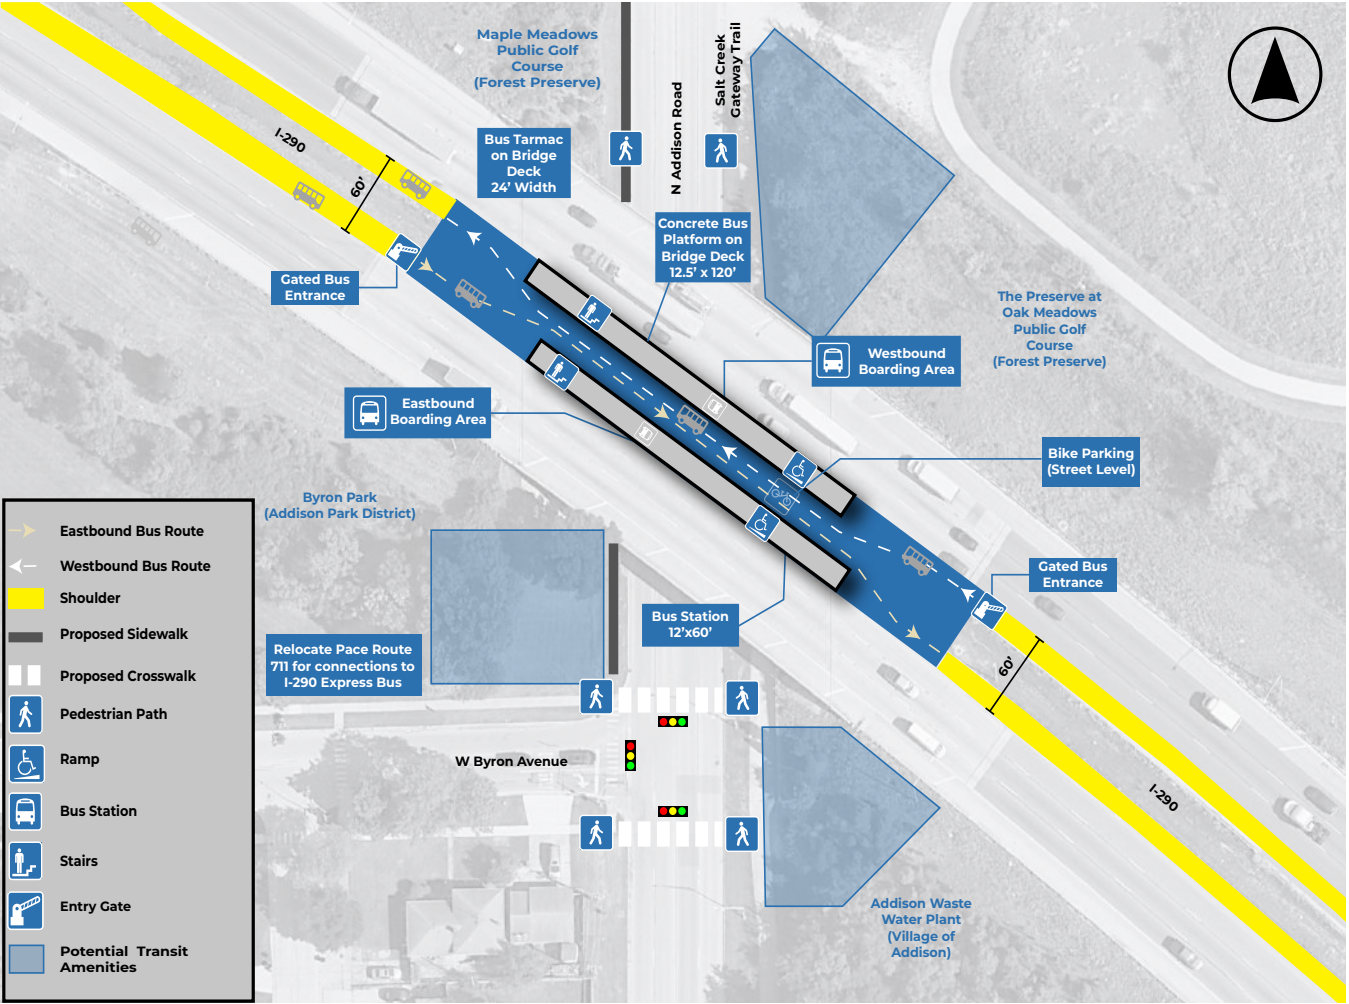 Maple Meadows
Public Golf
Course
(Forest Preserve)
Salt Creek
Gateway Trail
N Addison Road
I-290
60’
Bus Tarmac
on Bridge
Deck
24’ Width
Concrete Bus
Platform on
Bridge Deck
12.5’ x 120’
Gated Bus
Entrance
The Preserve at
Oak Meadows
Public Golf
Course
(Forest Preserve)
Westbound
Boarding Area
Eastbound
Boarding Area
Bike Parking
(Street Level)
Byron Park
(Addison Park District)
Gated Bus
Entrance
Bus Station
12’x60’
Relocate Pace Route
711 for connections to
I-290 Express Bus
60’
W Byron Avenue
I-290
Addison Waste
Water Plant
(Village of
Addison)
Eastbound Bus Route
Westbound Bus Route
Shoulder
Proposed Sidewalk
Proposed Crosswalk
Pedestrian Path
Ramp
Bus Station
Stairs
Entry Gate
Potential Transit
Amenities